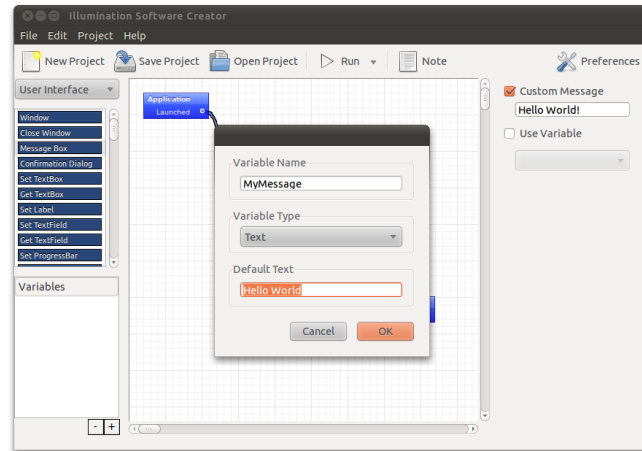 Illumination Software Creator
File Edit Project Help
New Project Save Project Open Project Run Note Preferences
User Interface
Window
Close Window
Message Box
Confirmation Dialog
Set TextBox
Get TextBox
Set Label
Set TextField
Get TextField
Set ProgressBar
Variables
- +
Application
Launched
Variable Name
MyMessage
Variable Type
Text
Default Text
Hello World
Cancel OK
Custom Message
Hello World!
Use Variable